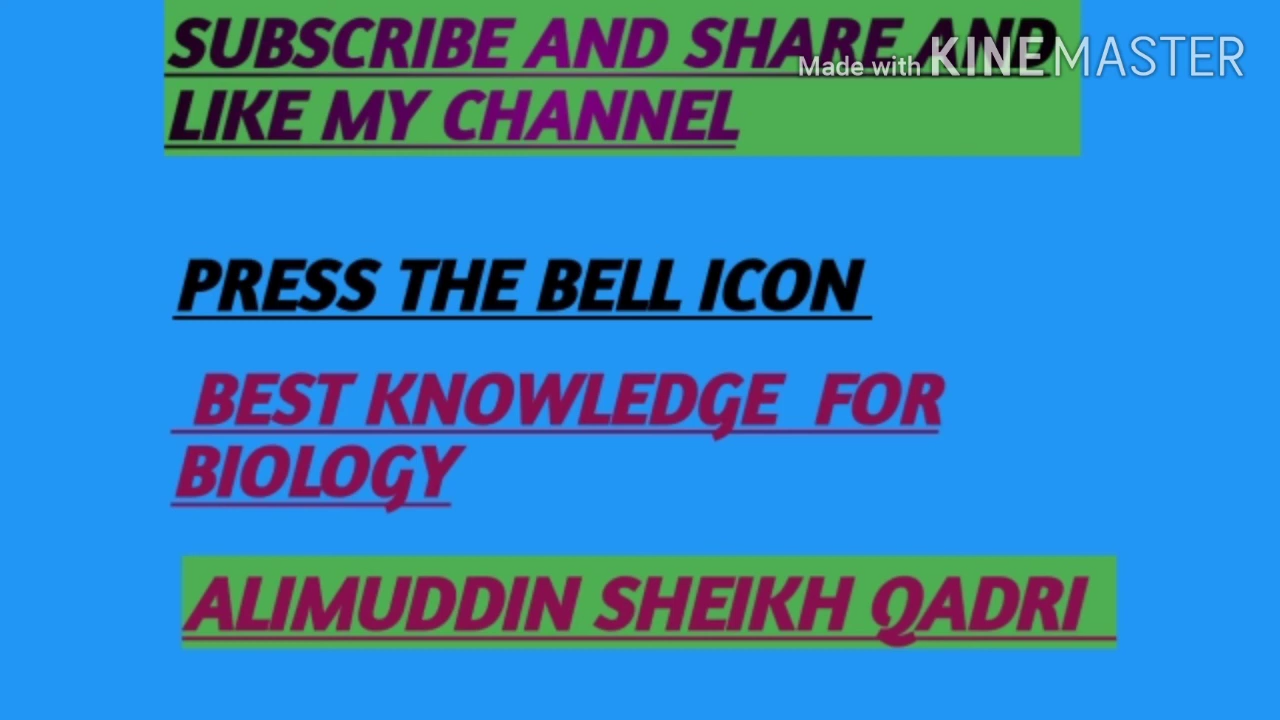 SUBSCRIBE AND SHARE AND
LIKE MY CHANNEL
Made with KINEMASTER
PRESS THE BELL ICON
BEST KNOWLEDGE FOR
BIOLOGY
ALIMUDDIN SHEIKH QADRI